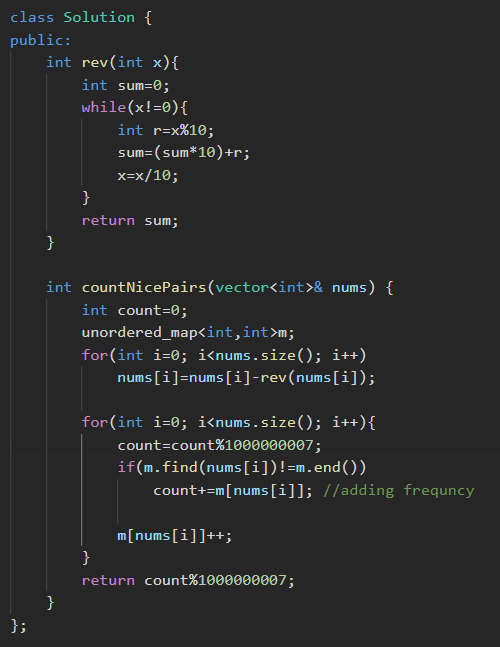 class Solution {
public:
    int rev(int x){
        int sum=0;
        while(x!=0){
            int r=x%10;
            sum=(sum*10)+r;
            x=x/10;
        }
        return sum;
    }

    int countNicePairs(vector<int>& nums) {
        int count=0;
        unordered_map<int,int>m;
        for(int i=0; i<nums.size(); i++)
            nums[i]=nums[i]-rev(nums[i]);

        for(int i=0; i<nums.size(); i++){
            count=count%1000000007;
            if(m.find(nums[i])!=m.end())
                count+=m[nums[i]]; //adding frequncy

            m[nums[i]]++;
        }
        return count%1000000007;
    }
};